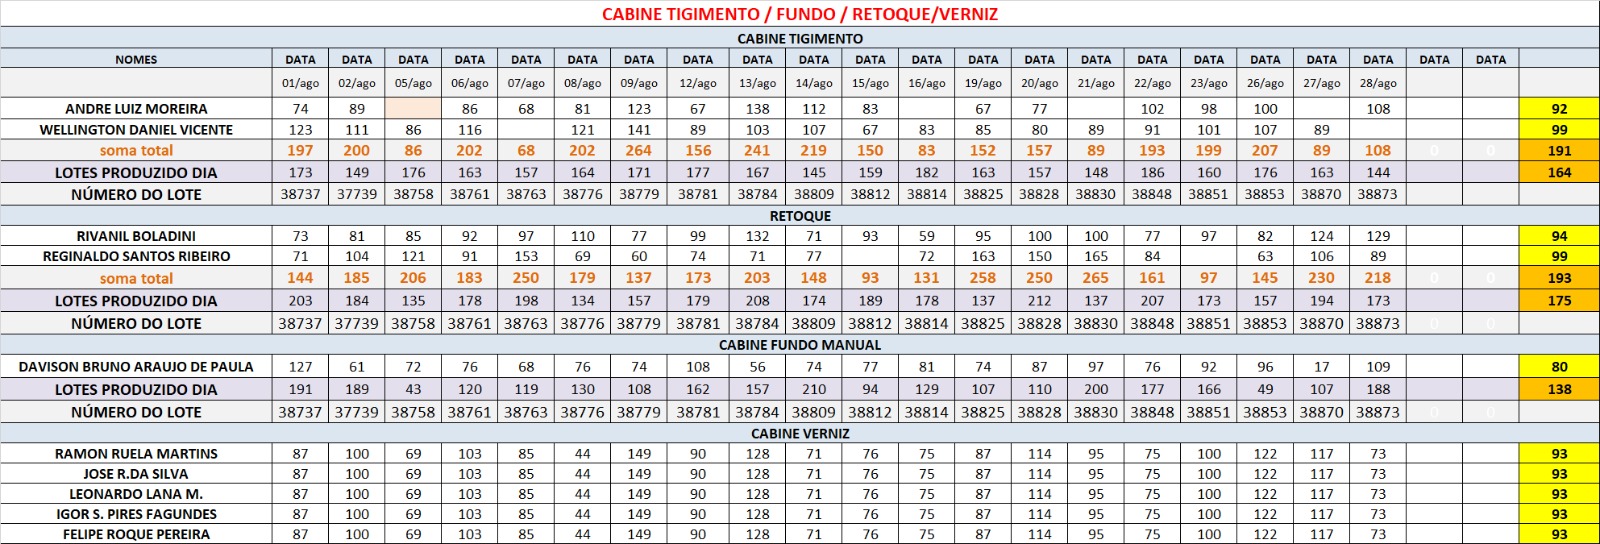 CABINE TIGIMENTO / FUNDO / RETOQUE/VERNIZ
CABINE TIGIMENTO
NOMES DATA DATA DATA DATA DATA DATA DATA DATA DATA DATA DATA DATA DATA DATA DATA DATA DATA DATA DATA DATA DATA DATA
01/ago 02/ago 05/ago 06/ago 07/ago 08/ago 09/ago 12/ago 13/ago 14/ago 15/ago 16/ago 19/ago 20/ago 21/ago 22/ago 23/ago 26/ago 27/ago 28/ago
ANDRE LUIZ MOREIRA 74 89 86 68 81 123 67 138 112 83 67 77 102 98 100 108 92
WELLINGTON DANIEL VICENTE 123 111 86 116 121 141 89 103 107 67 83 85 80 89 91 101 107 89 99
soma total 197 200 86 202 68 202 264 156 241 219 150 83 152 157 89 193 199 207 89 108 0 0 191
LOTES PRODUZIDO DIA 173 149 176 163 157 164 171 177 167 145 159 182 163 157 148 186 160 176 163 144 164
NÚMERO DO LOTE 38737 37739 38758 38761 38763 38776 38779 38781 38784 38809 38812 38814 38825 38828 38830 38848 38851 38853 38870 38873
RETOQUE
RIVANIL BOLADINI 73 81 85 92 97 110 77 99 132 71 93 59 95 100 100 77 97 82 124 129 94
REGINALDO SANTOS RIBEIRO 71 104 121 91 153 69 60 74 71 77 72 163 150 165 84 63 106 89 99
soma total 144 185 206 183 250 179 137 173 203 148 93 131 258 250 265 161 97 145 230 218 0 0 193
LOTES PRODUZIDO DIA 203 184 135 178 198 134 157 179 208 174 189 178 137 212 137 207 173 157 194 173 175
NÚMERO DO LOTE 38737 37739 38758 38761 38763 38776 38779 38781 38784 38809 38812 38814 38825 38828 38830 38848 38851 38853 38870 38873 0 0
CABINE FUNDO MANUAL
DAVISON BRUNO ARAUJO DE PAULA 127 61 72 76 68 76 74 108 56 74 77 81 74 87 97 76 92 96 17 109 80
LOTES PRODUZIDO DIA 191 189 43 120 119 130 108 162 157 210 94 129 107 110 200 177 166 49 107 188 138
NÚMERO DO LOTE 38737 37739 38758 38761 38763 38776 38779 38781 38784 38809 38812 38814 38825 38828 38830 38848 38851 38853 38870 38873 0 0
CABINE VERNIZ
RAMON RUELA MARTINS 87 100 69 103 85 44 149 90 128 71 76 75 87 114 95 75 100 122 117 73 93
JOSE R.DA SILVA 87 100 69 103 85 44 149 90 128 71 76 75 87 114 95 75 100 122 117 73 93
LEONARDO LANA M. 87 100 69 103 85 44 149 90 128 71 76 75 87 114 95 75 100 122 117 73 93
IGOR S. PIRES FAGUNDES 87 100 69 103 85 44 149 90 128 71 76 75 87 114 95 75 100 122 117 73 93
FELIPE ROQUE PEREIRA 87 100 69 103 85 44 149 90 128 71 76 75 87 114 95 75 100 122 117 73 93